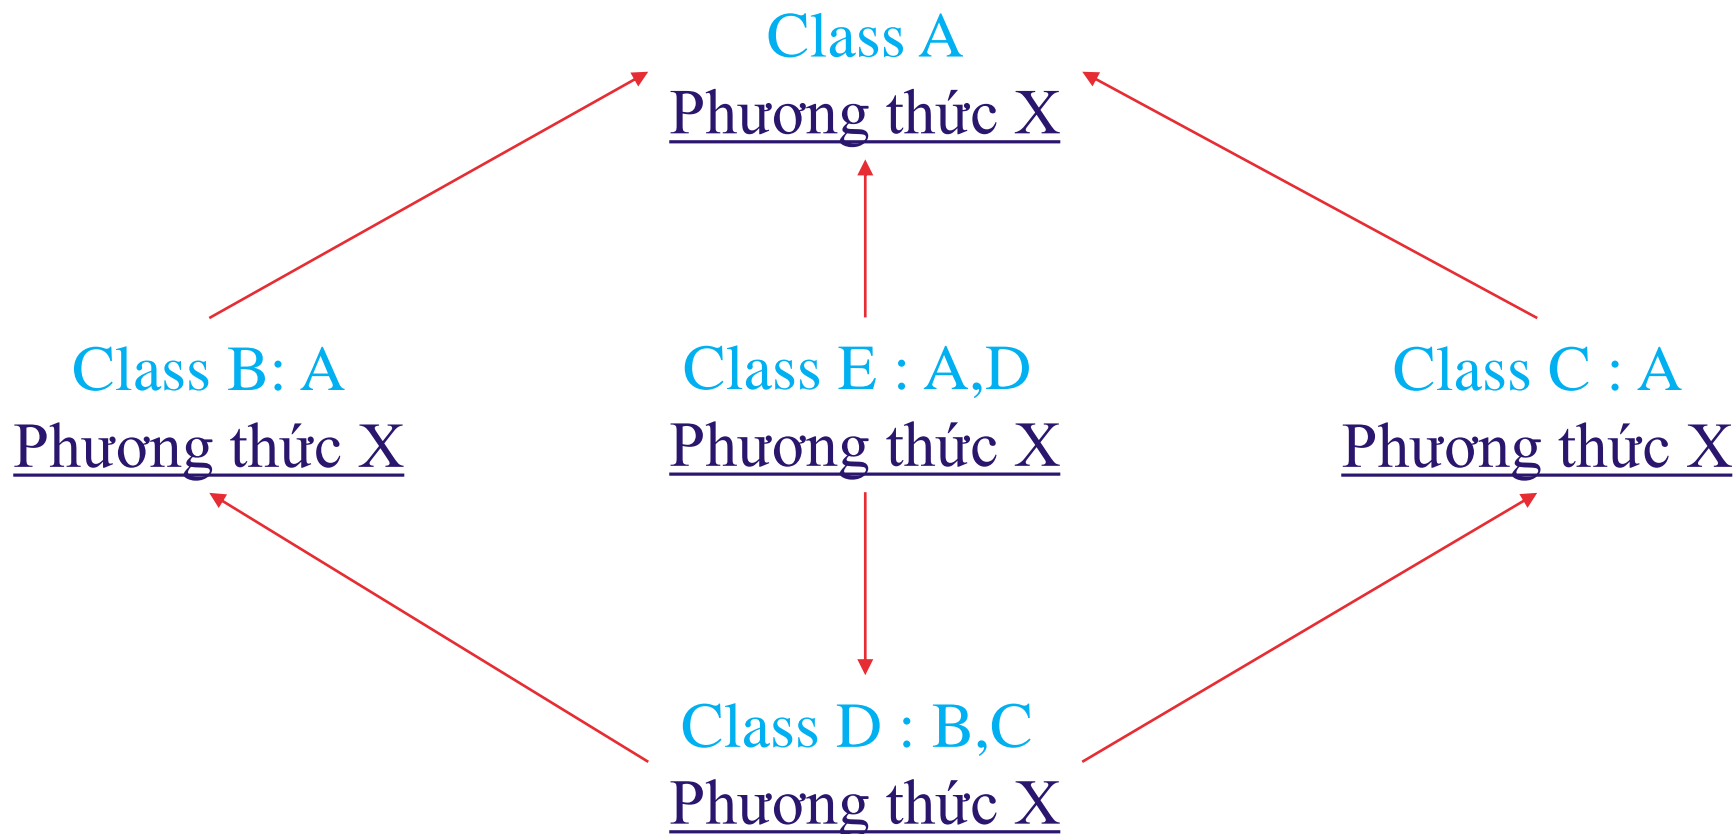 Class A
Phương thức X
Class B: A
Phương thức X
Class E : A,D
Phương thức X
Class C : A
Phương thức X
Class D : B,C
Phương thức X